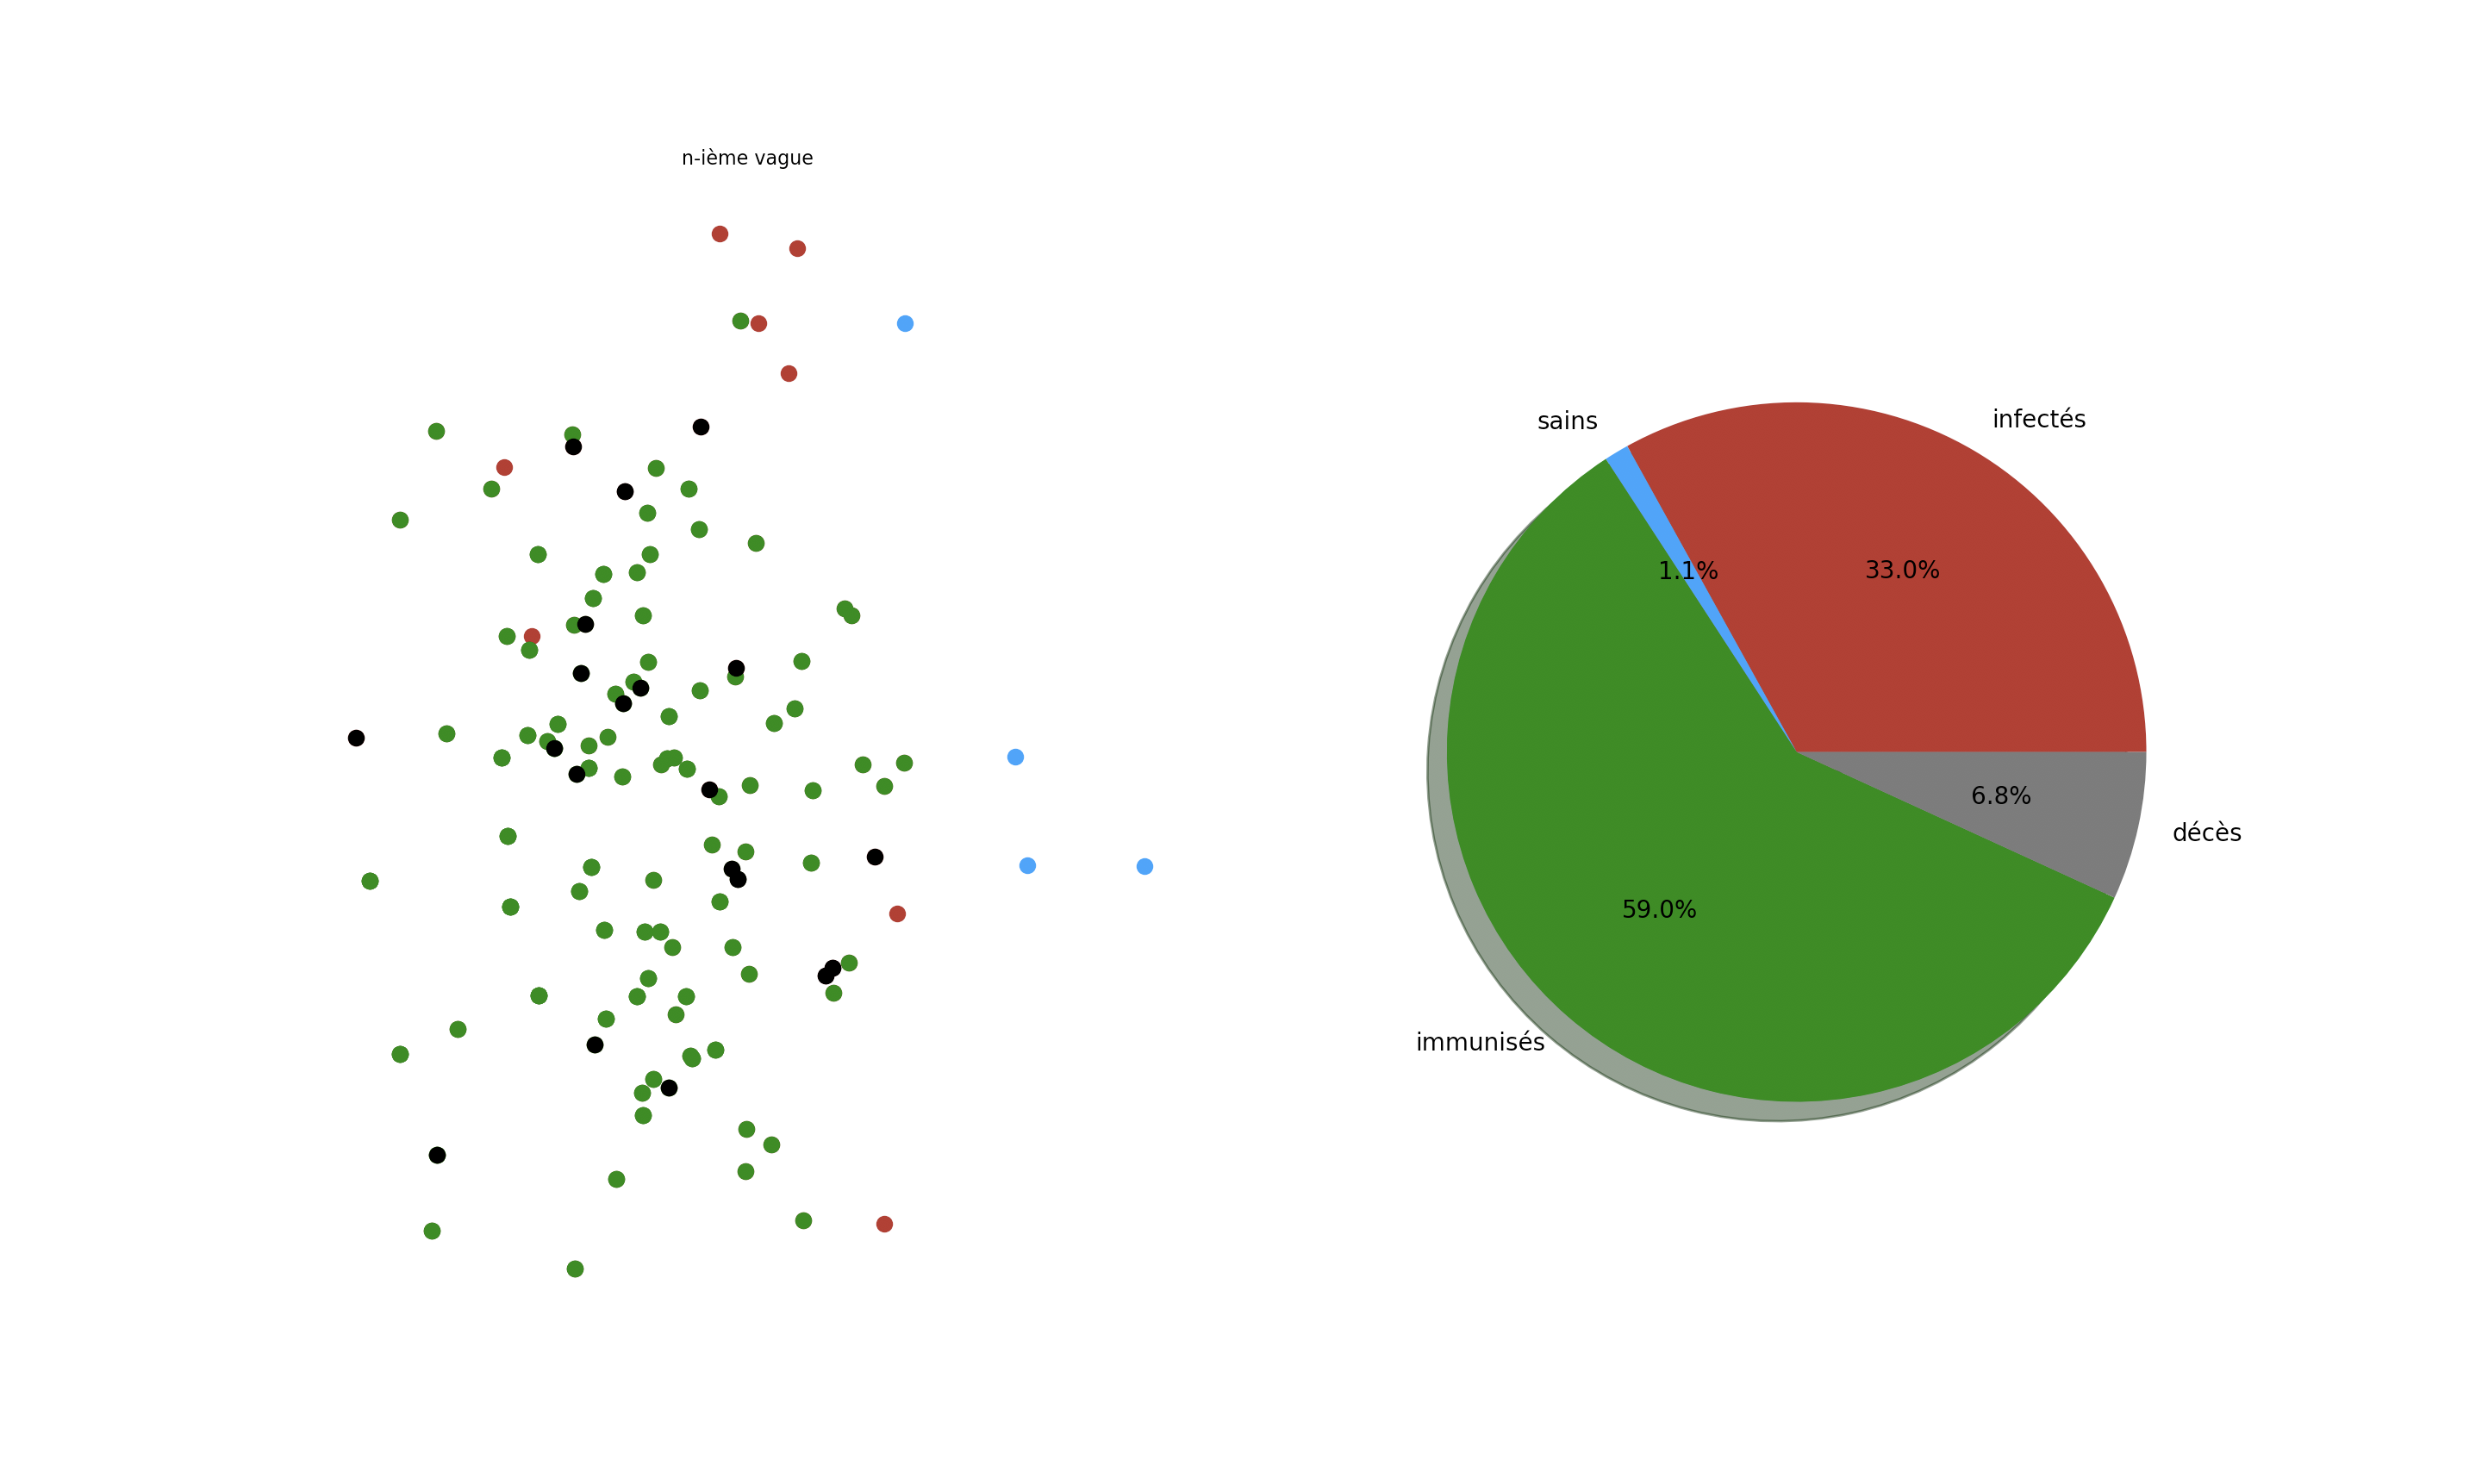 n-ième vague
sains
infectés
1.1%
33.0%
6.8%
décès
59.0%
immunisés